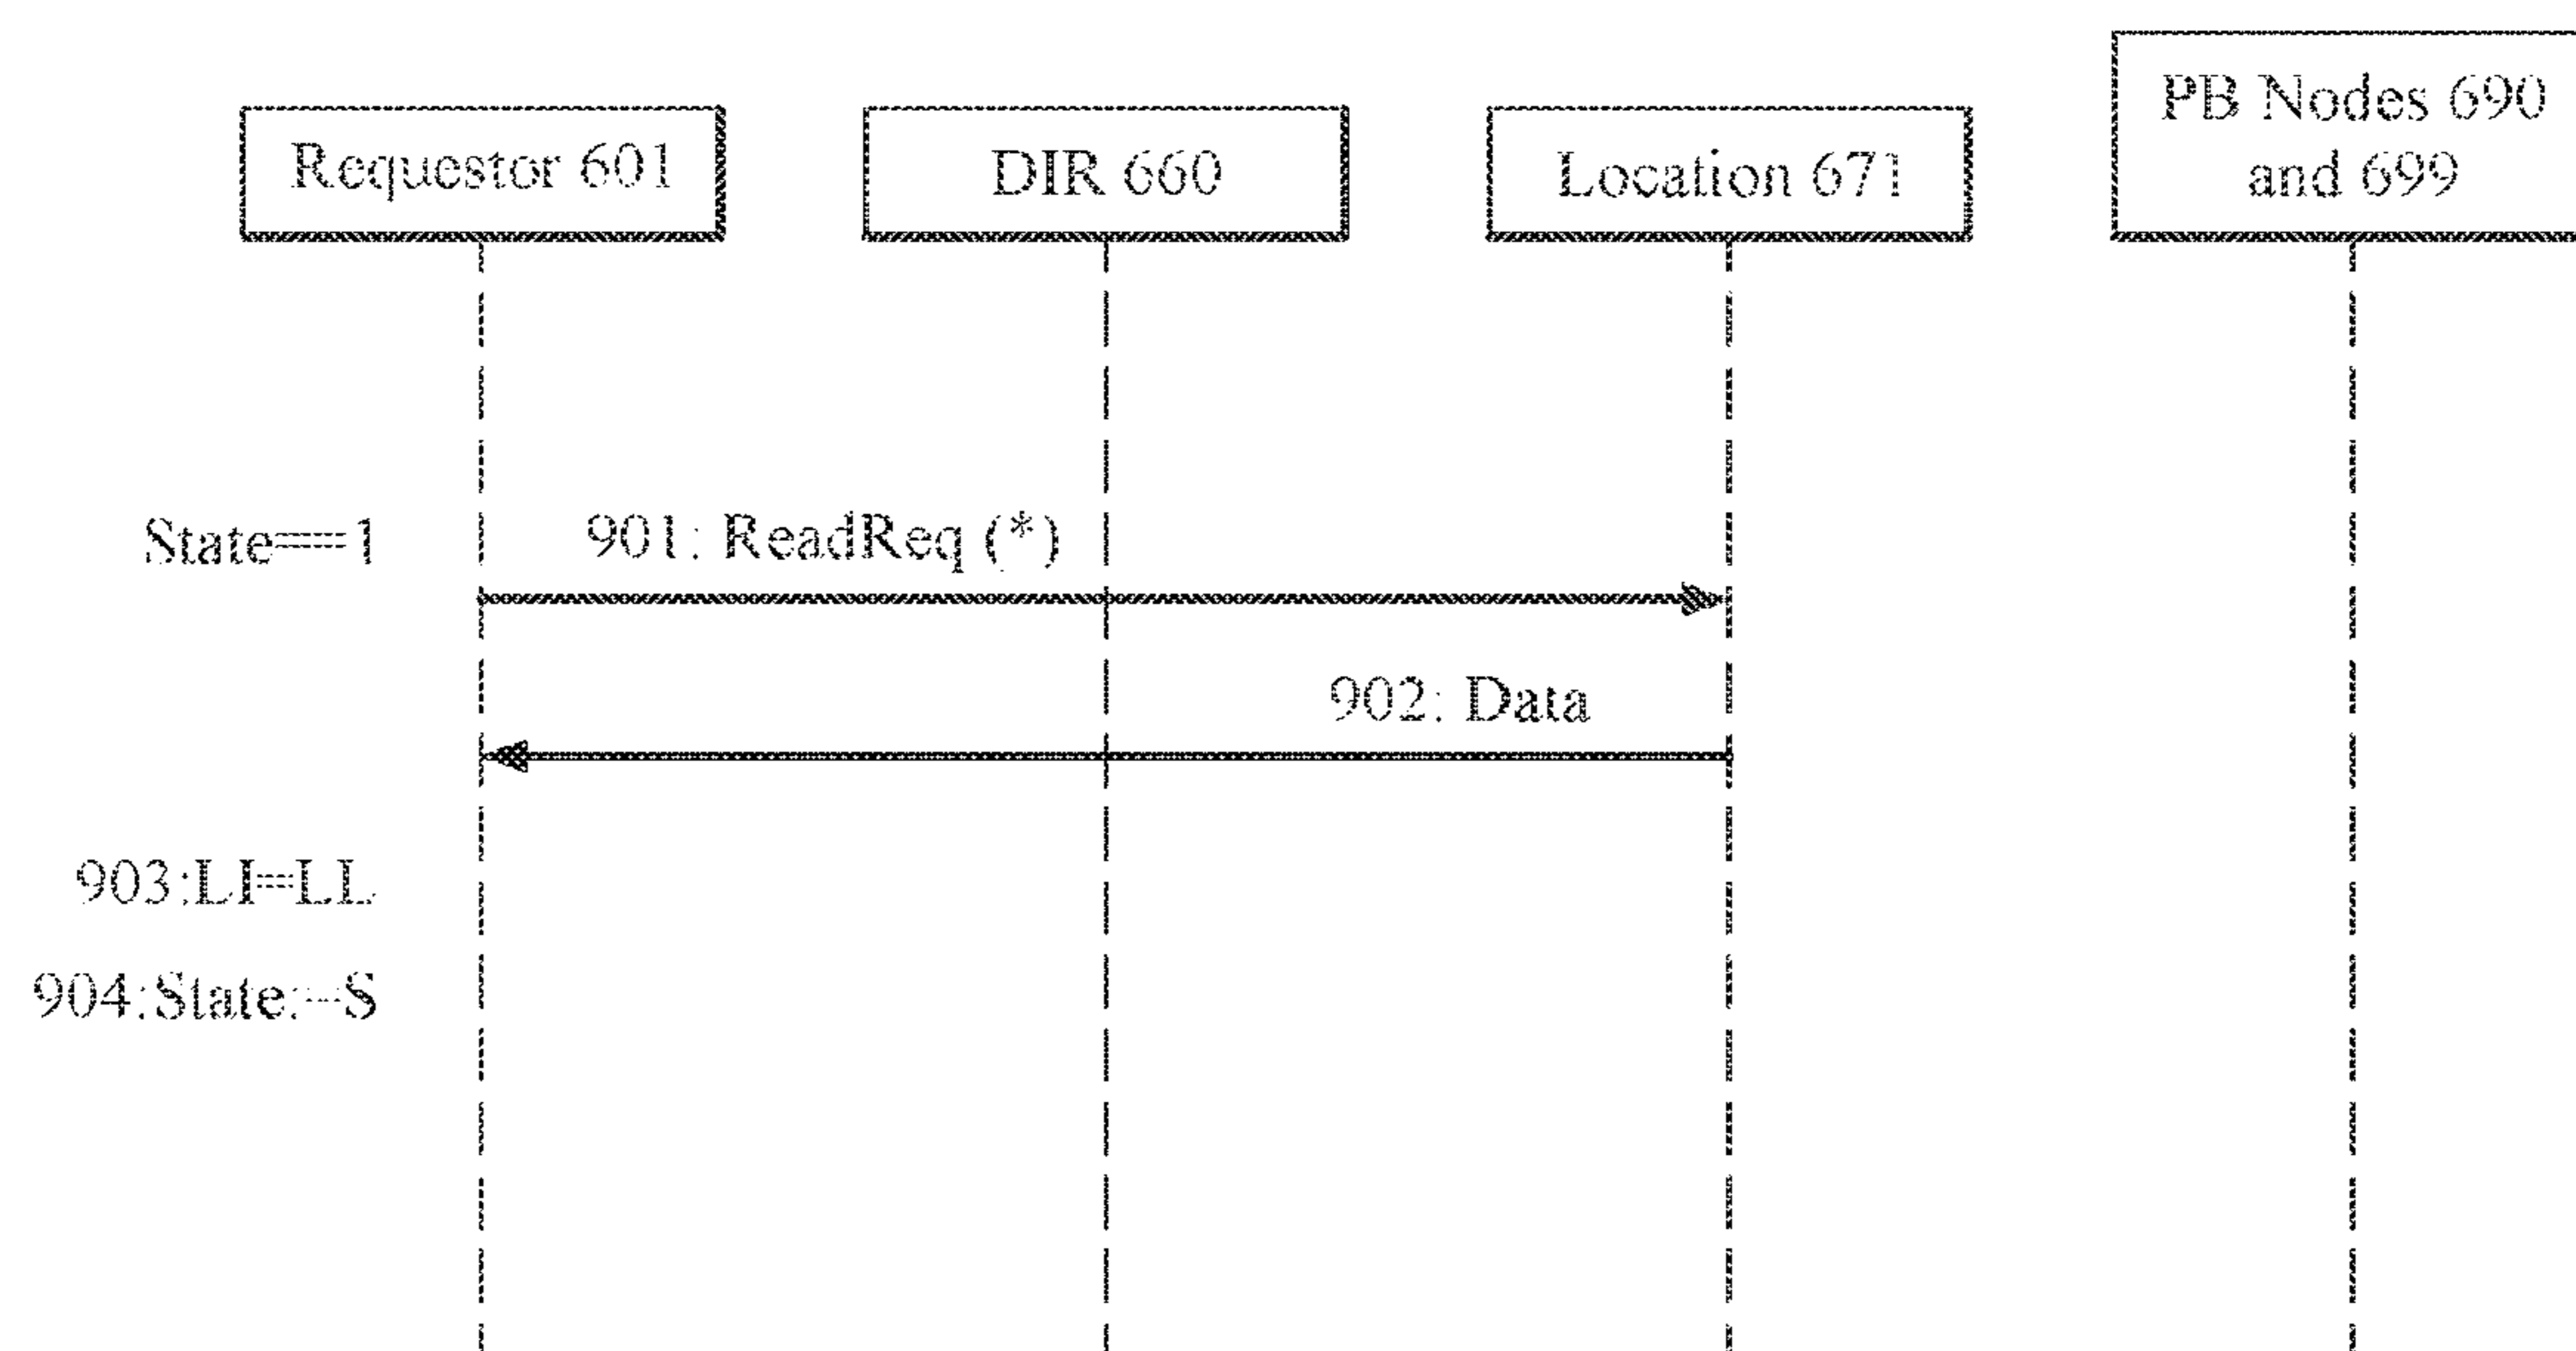 Requestor 601
DIR 660
Location 671
PB Nodes 690
and 699
State==1
901: ReadReq (*)
902: Data
903:LI=LL
904:State:=S